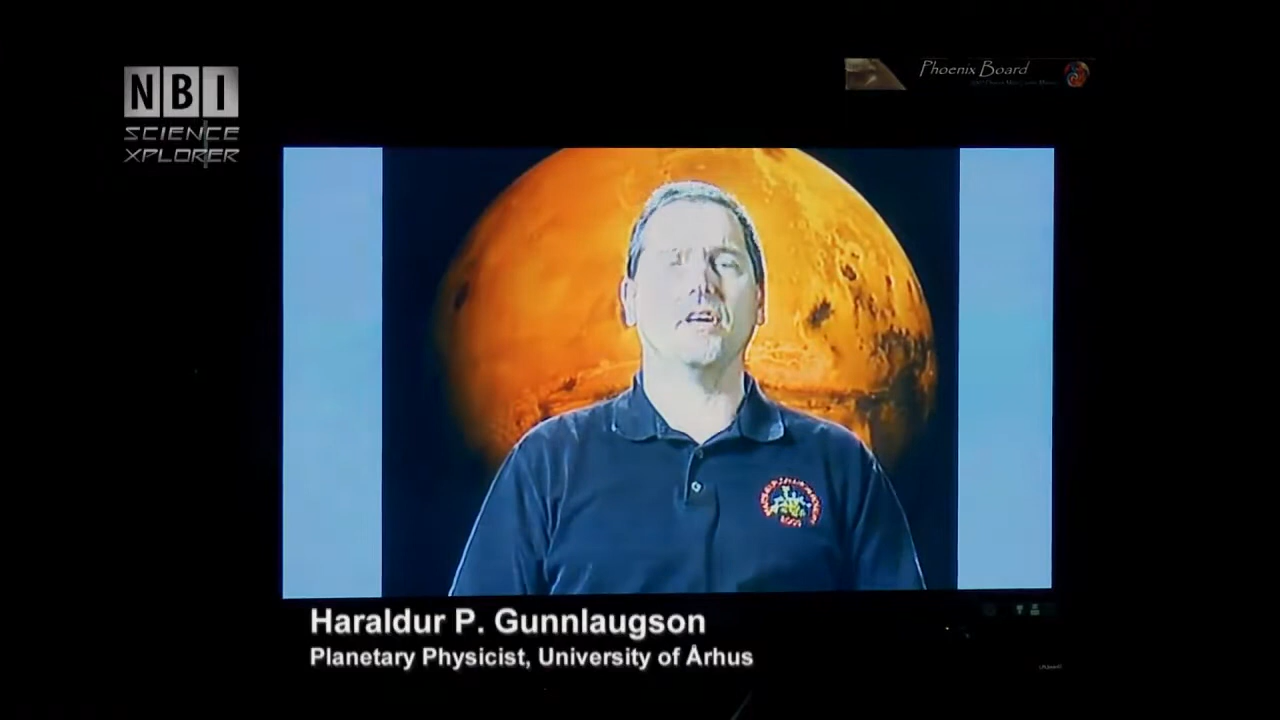 NBI
SCIENCE
XPLORER
Phoenix Board
Haraldur P. Gunnlaugson
Planetary Physicist, University of Århus